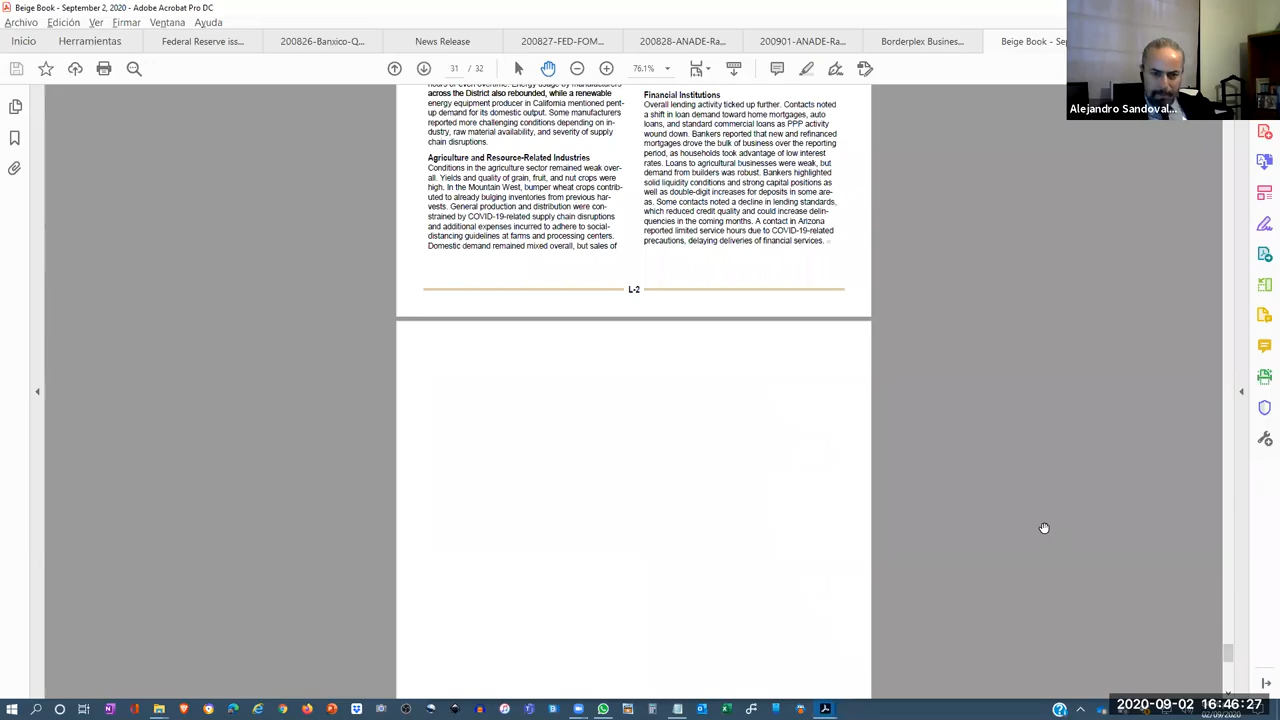 Beige Book - September 2, 2020 - Adobe Acrobat Pro DC
Archivo Edición Ver Firmar Ventana Ayuda
Inicio Herramientas Federal Reserve iss... 200826-Banxico-Q... News Release 200827-FED-FOM... 200828-ANADE-Ra... 200901-ANADE-Ra... Borderplex Busines... Beige Book - Sep
31 / 32 76.1%
Alejandro Sandoval...
hours or even overtime. Energy usage by manufacturers
across the District also rebounded, while a renewable
energy equipment producer in California mentioned pent-
up demand for its domestic output. Some manufacturers
reported more challenging conditions depending on in-
dustry, raw material availability, and severity of supply
chain disruptions.
Agriculture and Resource-Related Industries
Conditions in the agriculture sector remained weak over-
all. Yields and quality of grain, fruit, and nut crops were
high. In the Mountain West, bumper wheat crops contrib-
uted to already bulging inventories from previous har-
vests. General production and distribution were con-
strained by COVID-19-related supply chain disruptions
and additional expenses incurred to adhere to social-
distancing guidelines at farms and processing centers.
Domestic demand remained mixed overall, but sales of
Financial Institutions
Overall lending activity ticked up further. Contacts noted
a shift in loan demand toward home mortgages, auto
loans, and standard commercial loans as PPP activity
wound down. Bankers reported that new and refinanced
mortgages drove the bulk of business over the reporting
period, as households took advantage of low interest
rates. Loans to agricultural businesses were weak, but
demand from builders was robust. Bankers highlighted
solid liquidity conditions and strong capital positions as
well as double-digit increases for deposits in some are-
as. Some contacts noted a decline in lending standards,
which reduced credit quality and could increase delin-
quencies in the coming months. A contact in Arizona
reported limited service hours due to COVID-19-related
precautions, delaying deliveries of financial services.
L-2
2020-09-02 16:46:27
02/09/2020